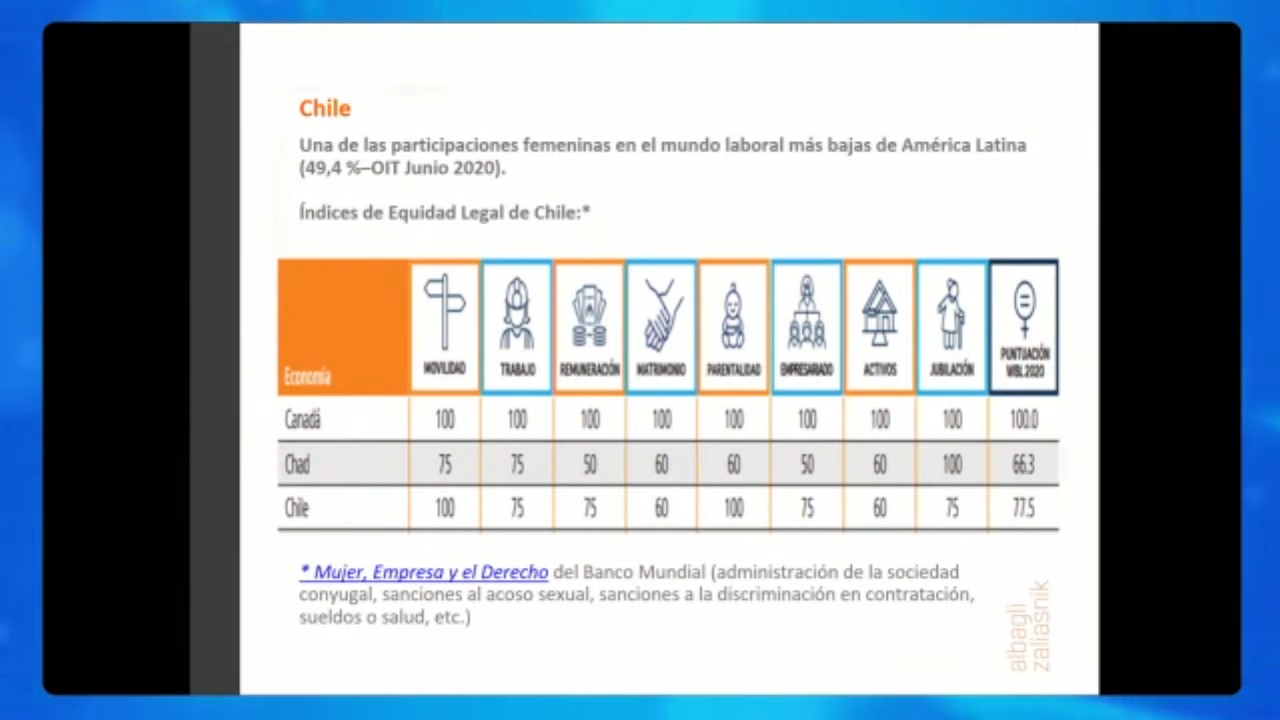 Chile
Una de las participaciones femeninas en el mundo laboral más bajas de América Latina
(49,4 %–OIT Junio 2020).
Índices de Equidad Legal de Chile:*
Economía MOVILIDAD TRABAJO REMUNERACIÓN MATRIMONIO PARENTALIDAD EMPRESARIADO ACTIVOS JUBILACIÓN PUNTUACIÓN
WBL 2020
Canadá 100 100 100 100 100 100 100 100 100.0
Chad 75 75 50 60 60 50 60 100 66.3
Chile 100 75 75 60 100 75 60 75 77.5
* Mujer, Empresa y el Derecho del Banco Mundial (administración de la sociedad
conyugal, sanciones al acoso sexual, sanciones a la discriminación en contratación,
sueldos o salud, etc.)
albagli
zaliasnik